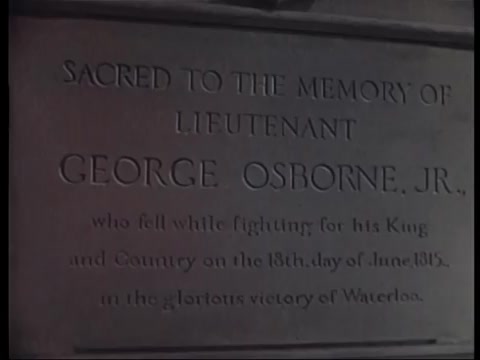 SACRED TO THE MEMORY OF
LIEUTENANT
GEORGE OSBORNE, JR.,
who fell while fighting for his King
and Country on the 18th. day of June, 1815.
in the glorious victory of Waterloo.